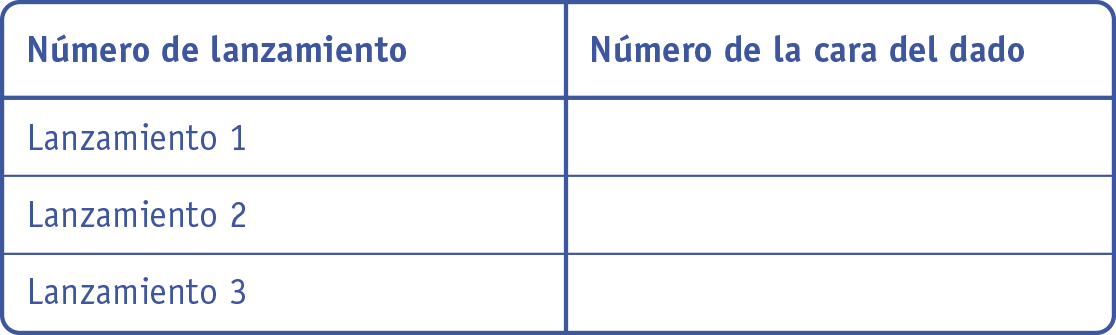 Número de lanzamiento Número de la cara del dado
Lanzamiento 1
Lanzamiento 2
Lanzamiento 3